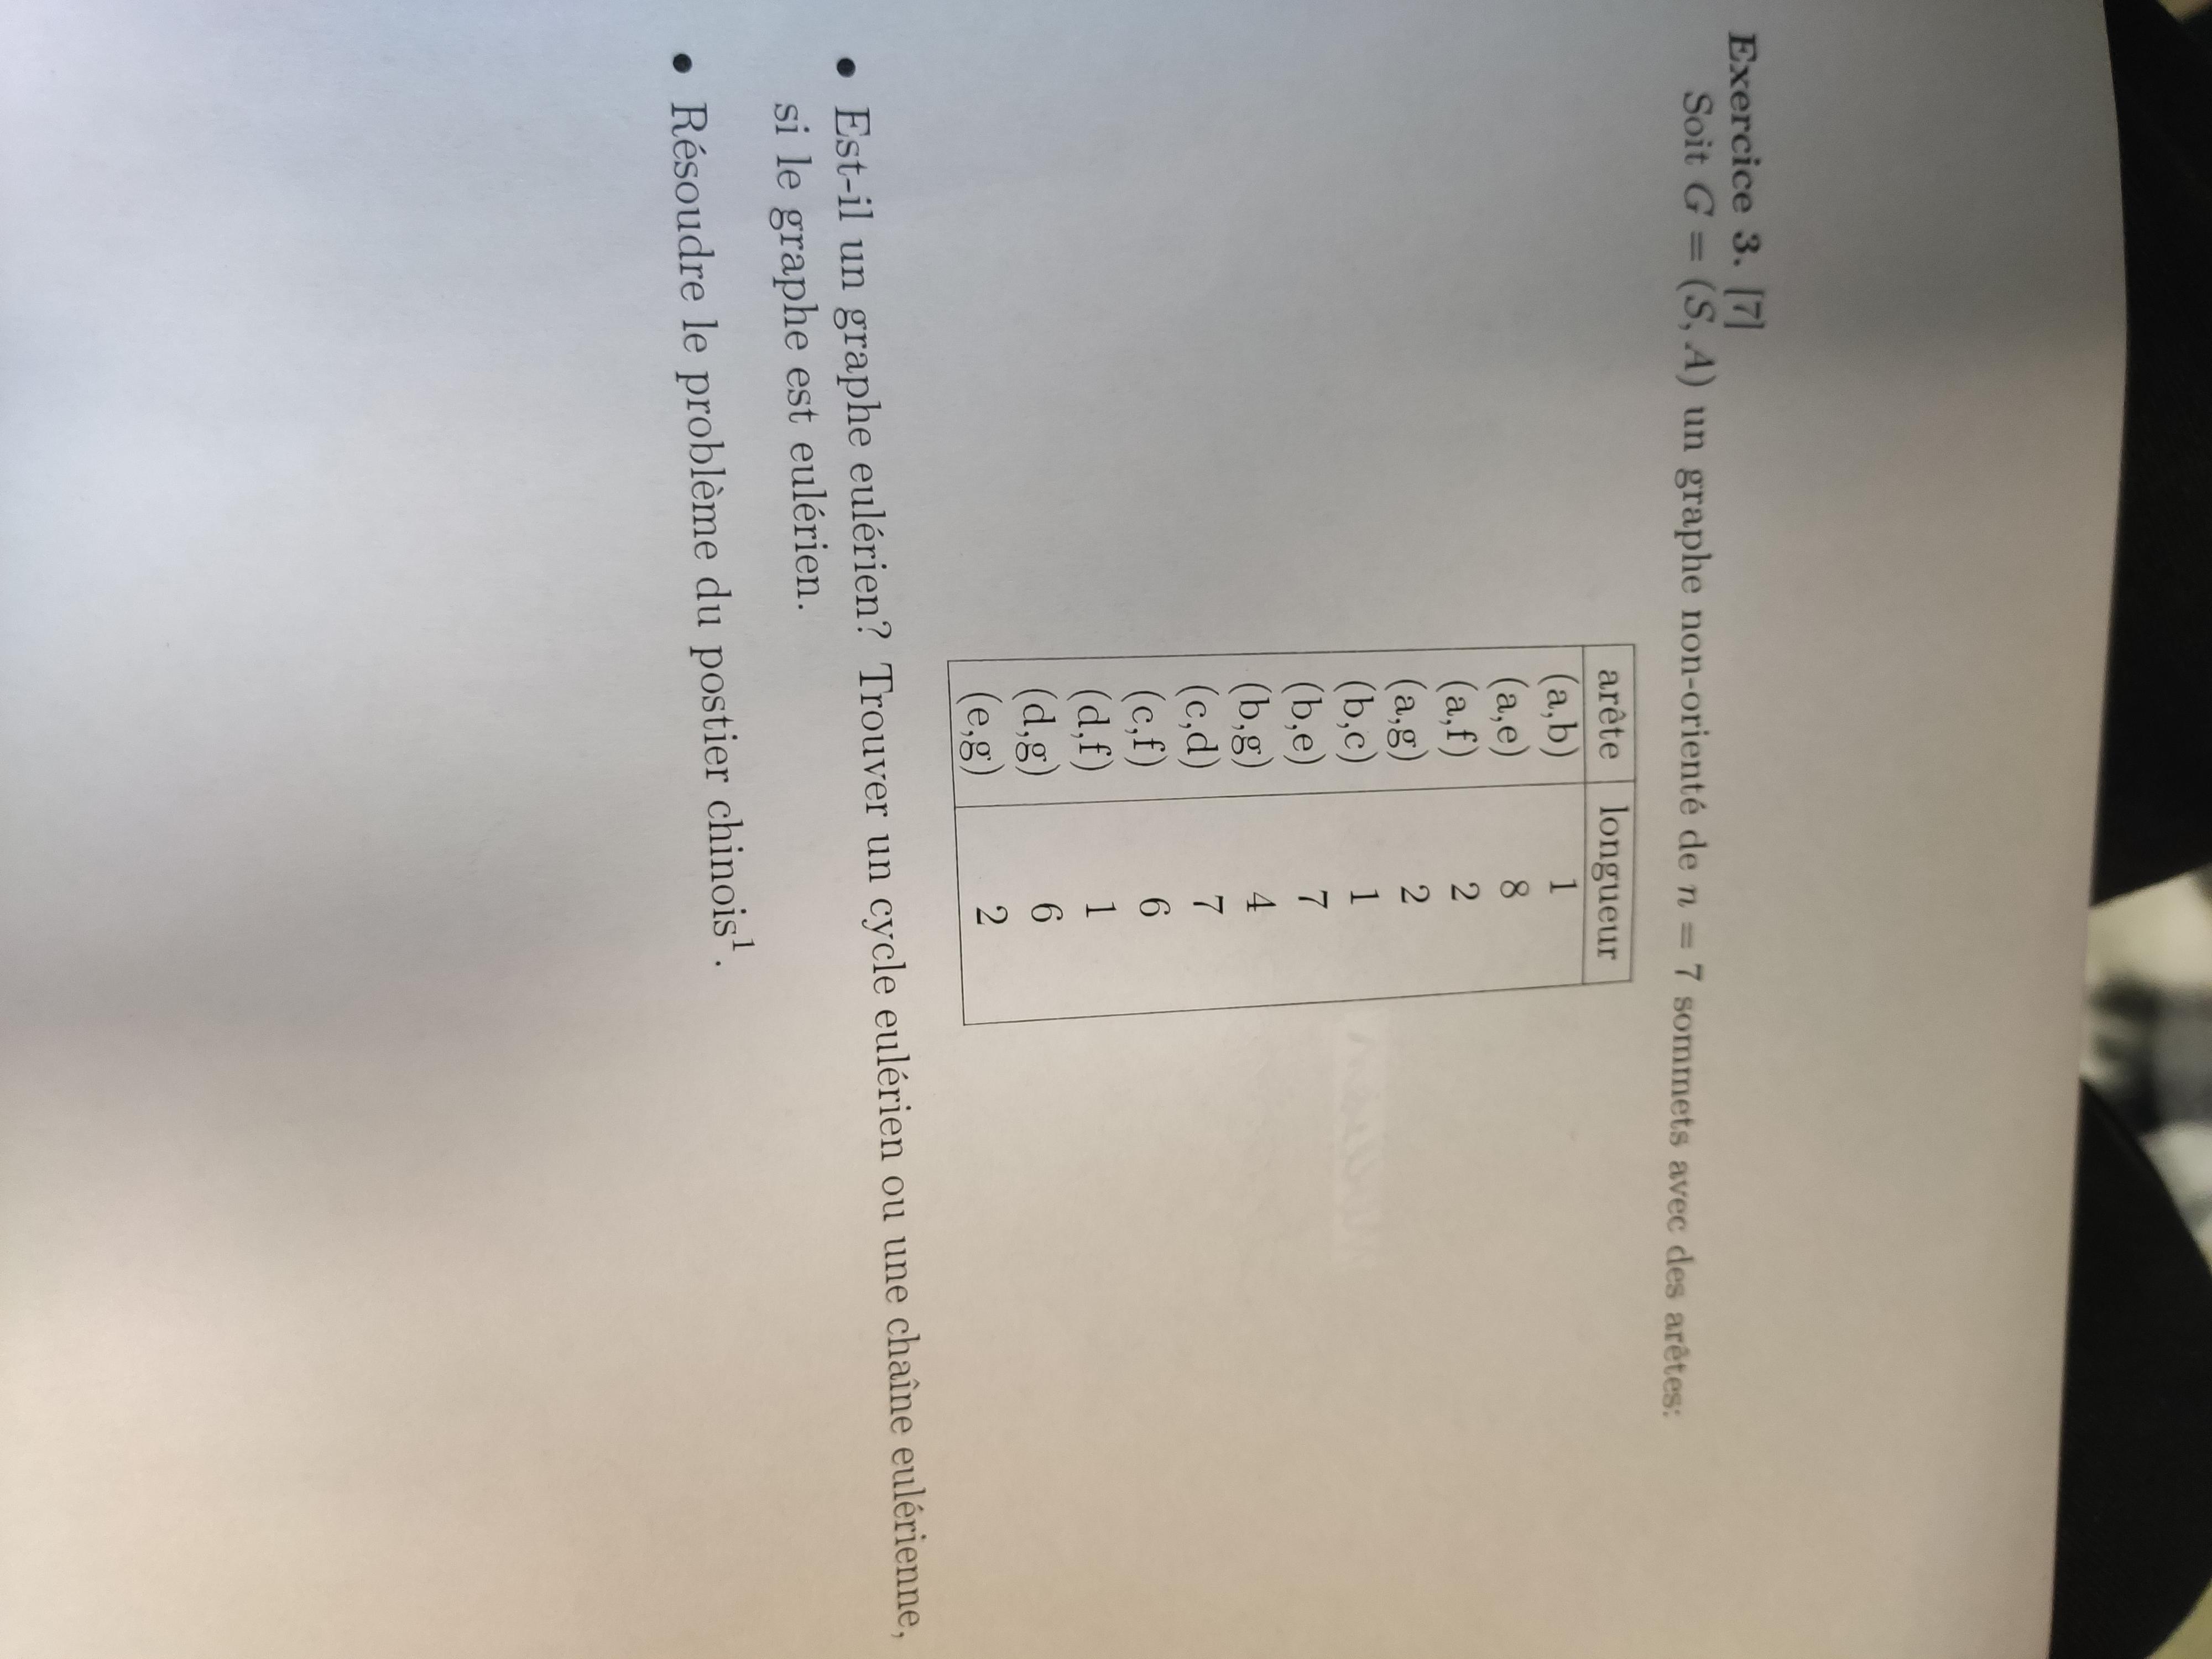 Exercice 3. [7]
Soit G = (S, A) un graphe non-orienté de n = 7 sommets avec des arêtes:
arête longueur
(a,b) 1
(a,e) 8
(a,f) 2
(a,g) 2
(b,c) 1
(b,e) 7
(b,g) 4
(c,d) 7
(c,f) 6
(d,f) 1
(d,g) 6
(e,g) 2
• Est-il un graphe eulérien? Trouver un cycle eulérien ou une chaîne eulérienne,
si le graphe est eulérien.
• Résoudre le problème du postier chinois¹.